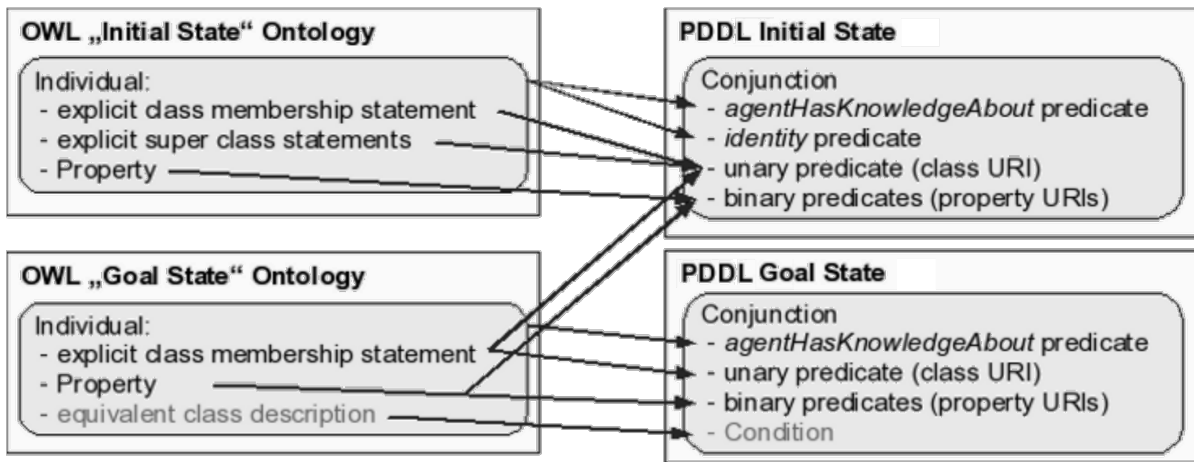 OWL „Initial State“ Ontology
Individual:
- explicit class membership statement
- explicit super class statements
- Property
PDDL Initial State
Conjunction
- agentHasKnowledgeAbout predicate
- identity predicate
- unary predicate (class URI)
- binary predicates (property URIs)
OWL „Goal State“ Ontology
Individual:
- explicit class membership statement
- Property
- equivalent class description
PDDL Goal State
Conjunction
- agentHasKnowledgeAbout predicate
- unary predicate (class URI)
- binary predicates (property URIs)
- Condition